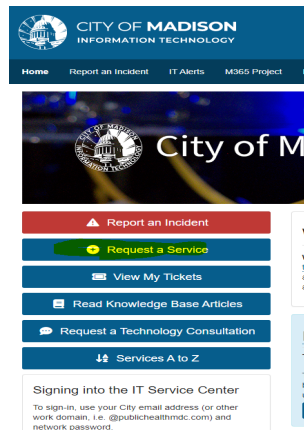 CITY OF MADISON
INFORMATION TECHNOLOGY
Home Report an Incident IT Alerts M365 Project
CITY OF MADISON
INFORMATION TECHNOLOGY
City of M
Report an Incident
Request a Service
View My Tickets
Read Knowledge Base Articles
Request a Technology Consultation
Services A to Z
Signing into the IT Service Center
To sign-in, use your City email address (or other
work domain, i.e. @publichealthmdc.com) and
network password.